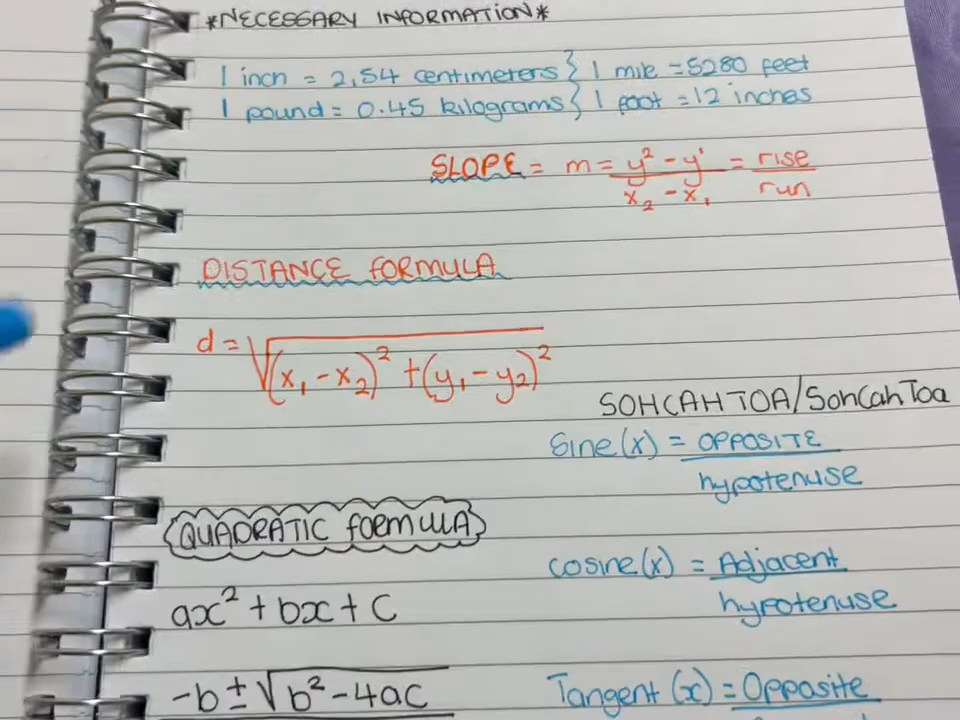 *NECESSARY INFORMATION*
1 inch = 2,54 centimeters } 1 mile = 5280 feet
1 pound = 0.45 kilograms } 1 foot = 12 inches
SLOPE = m = y² - y¹ = rise
x₂ - x₁ run
DISTANCE FORMULA
d = √(x₁ - x₂)² + (y₁ - y₂)²
SOHCAHTOA/SohCahToa
Sine(x) = OPPOSITE
hypotenuse
QUADRATIC FORMULA
cosine(x) = Adjacent
hypotenuse
ax² + bx + c
-b ± √b² - 4ac
Tangent (x) = Opposite